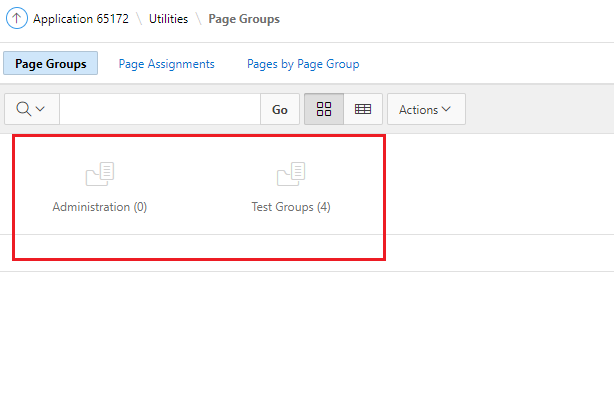 Application 65172 \ Utilities \ Page Groups
Page Groups Page Assignments Pages by Page Group
Go Actions
Administration (0) Test Groups (4)